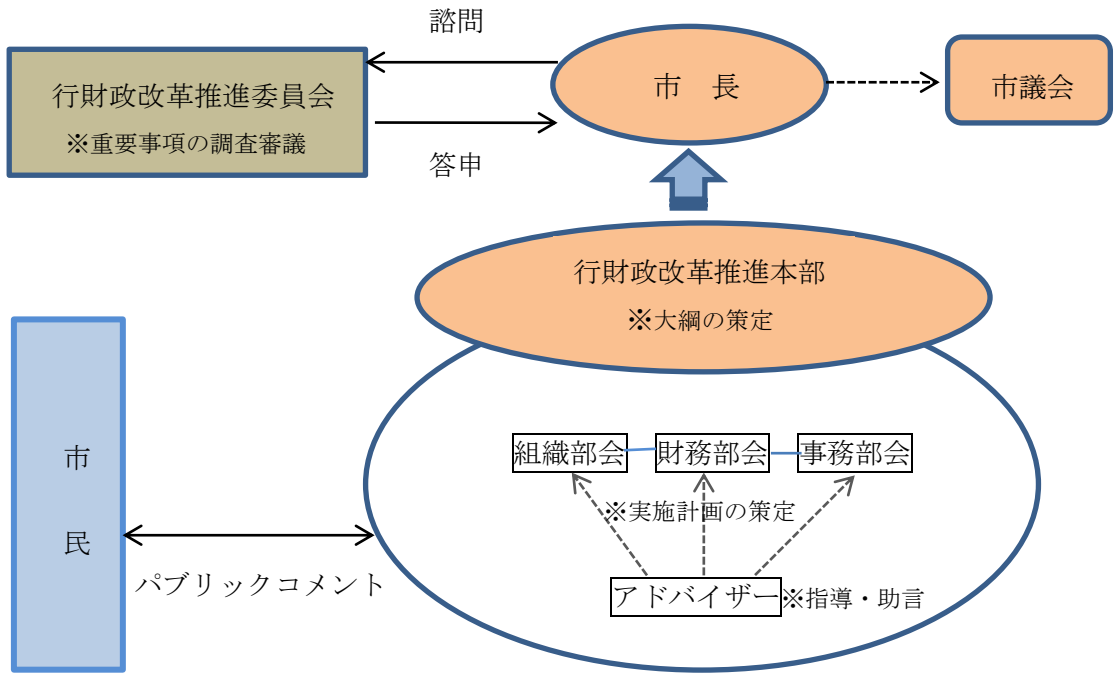 諮問
市　長
市議会
行財政改革推進委員会
※重要事項の調査審議
答申
行財政改革推進本部
※大綱の策定
市
民
組織部会
財務部会
事務部会
※実施計画の策定
パブリックコメント
アドバイザー
※指導・助言